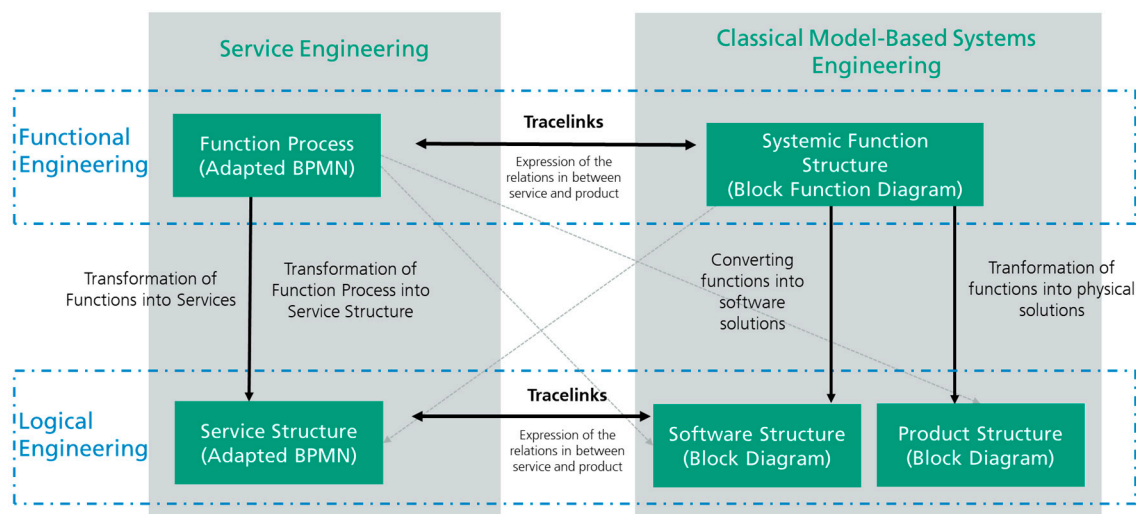 Service Engineering
Classical Model-Based Systems
Engineering
Functional
Engineering
Function Process
(Adapted BPMN)
Tracelinks
Expression of the
relations in between
service and product
Systemic Function
Structure
(Block Function Diagram)
Transformation of
Functions into Services
Transformation of
Function Process into
Service Structure
Converting
functions into
software
solutions
Tranformation of
functions into physical
solutions
Logical
Engineering
Service Structure
(Adapted BPMN)
Tracelinks
Expression of the
relations in between
service and product
Software Structure
(Block Diagram)
Product Structure
(Block Diagram)